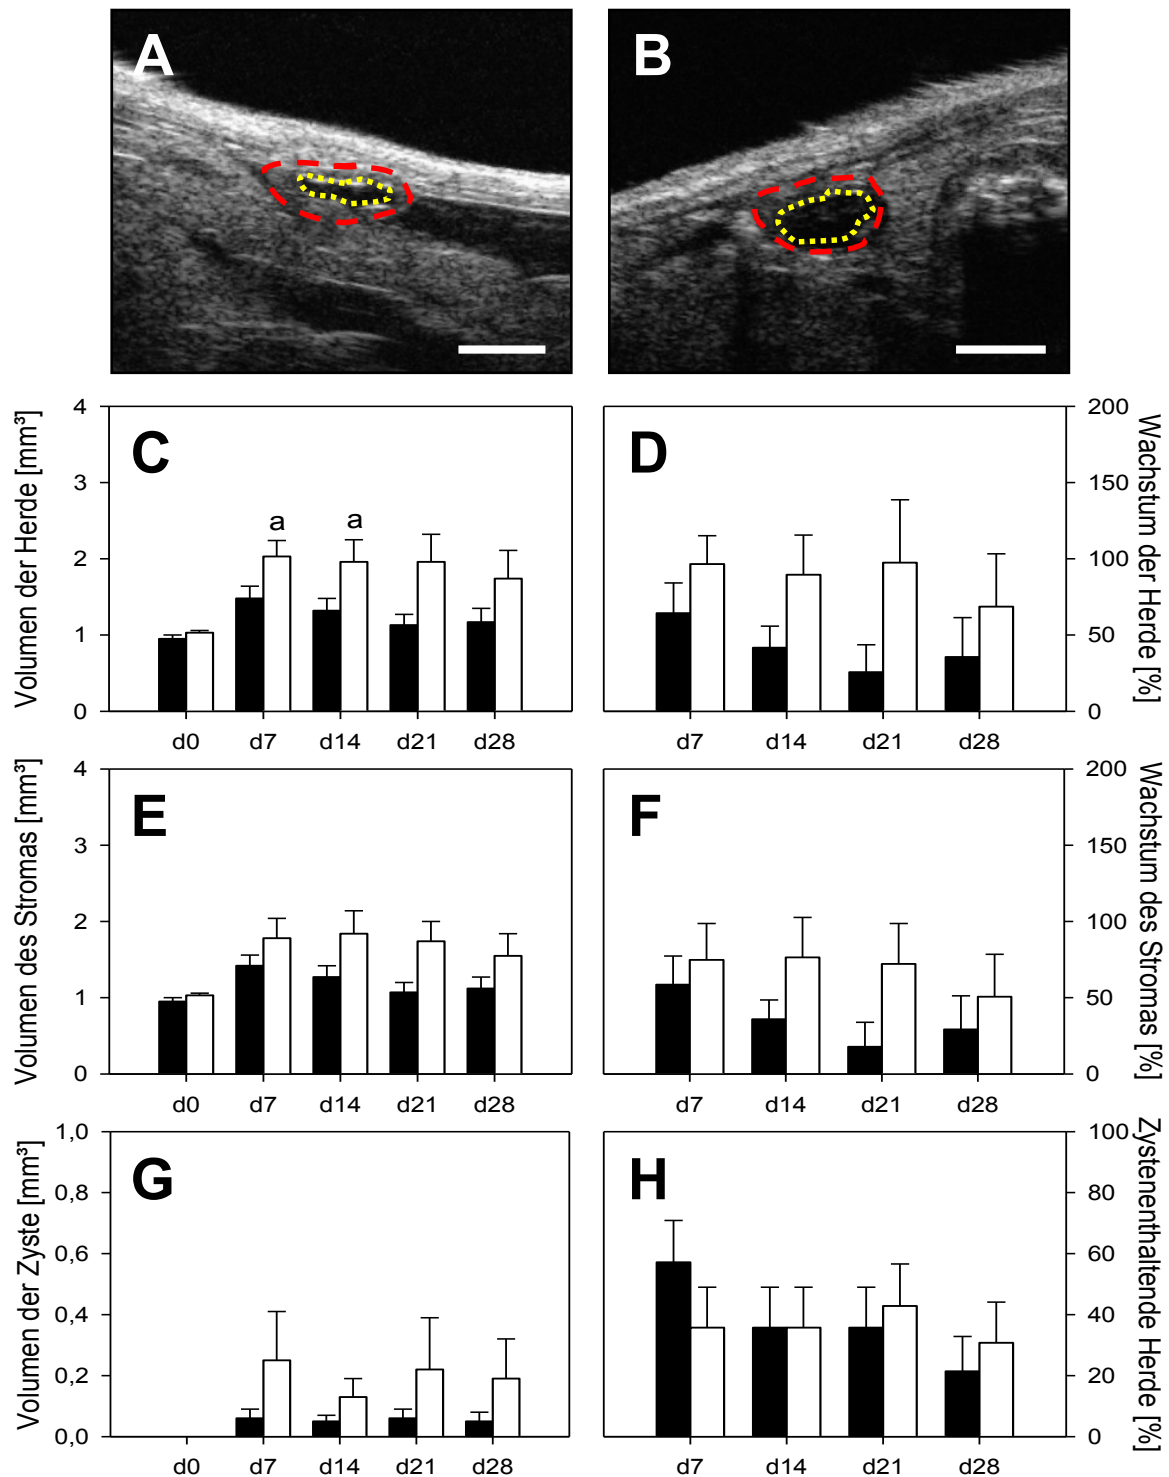 A
B
Volumen der Herde [mm³]
4
3
2
1
0
C
a
a
d0 d7 d14 d21 d28
D
200
150
100
50
0
Wachstum der Herde [%]
d7 d14 d21 d28
Volumen des Stromas [mm³]
4
3
2
1
0
E
d0 d7 d14 d21 d28
F
200
150
100
50
0
Wachstum des Stromas [%]
d7 d14 d21 d28
Volumen der Zyste [mm³]
1,0
0,8
0,6
0,4
0,2
0,0
G
d0 d7 d14 d21 d28
H
100
80
60
40
20
0
Zystenenthaltende Herde [%]
d7 d14 d21 d28